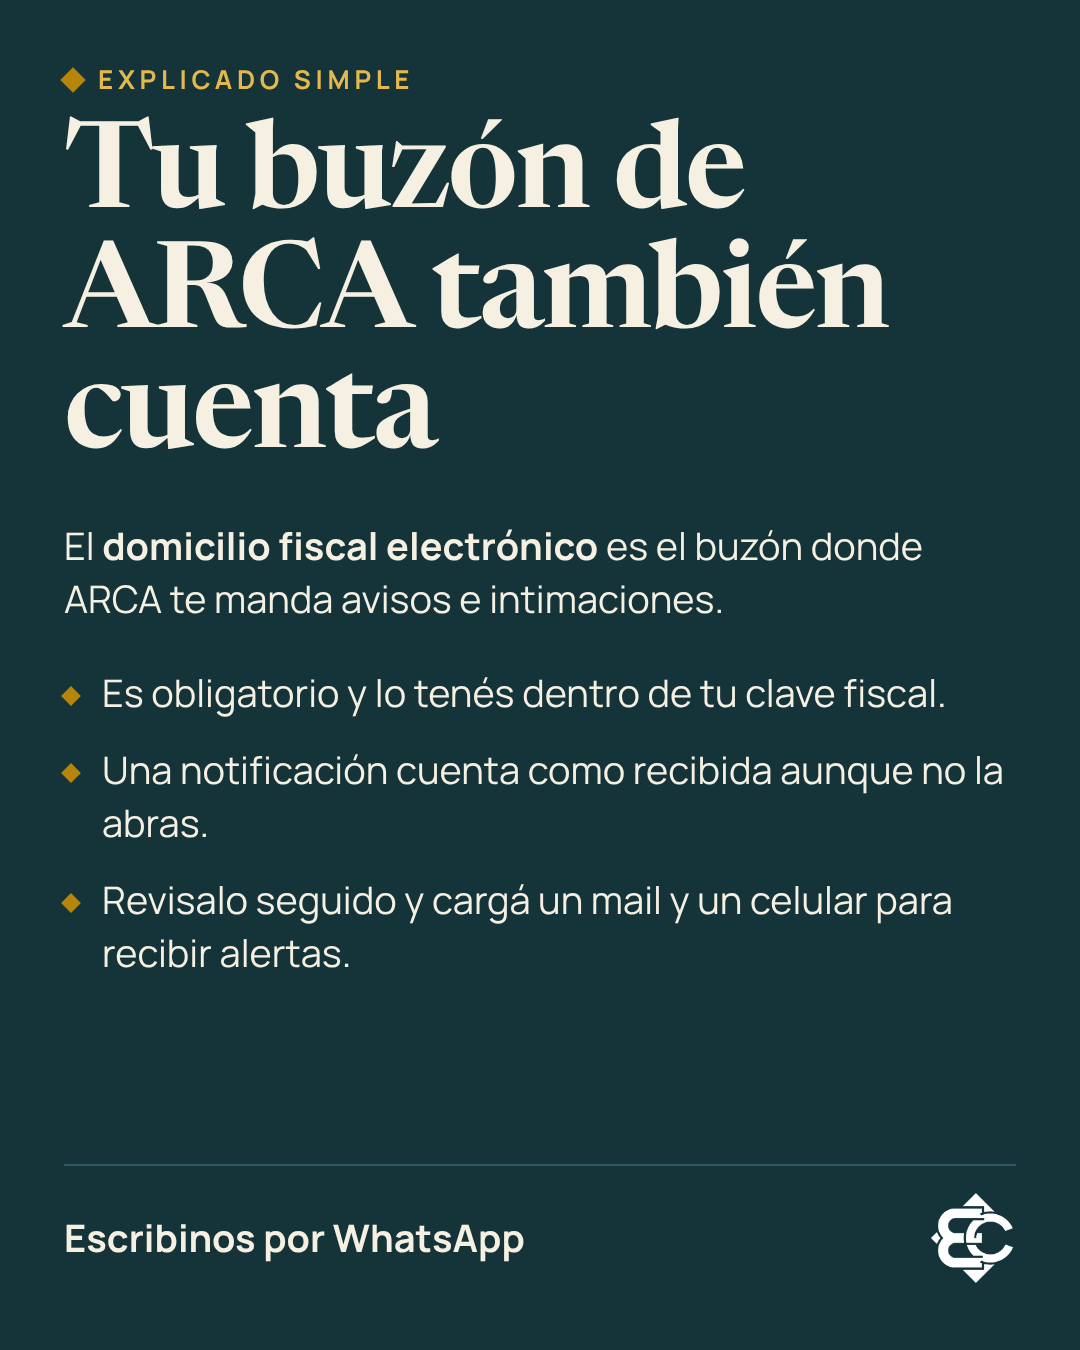 EXPLICADO SIMPLE
Tu buzón de
ARCA también
cuenta
El domicilio fiscal electrónico es el buzón donde
ARCA te manda avisos e intimaciones.
Es obligatorio y lo tenés dentro de tu clave fiscal.
Una notificación cuenta como recibida aunque no la
abras.
Revisalo seguido y cargá un mail y un celular para
recibir alertas.
Escribinos por WhatsApp
EC